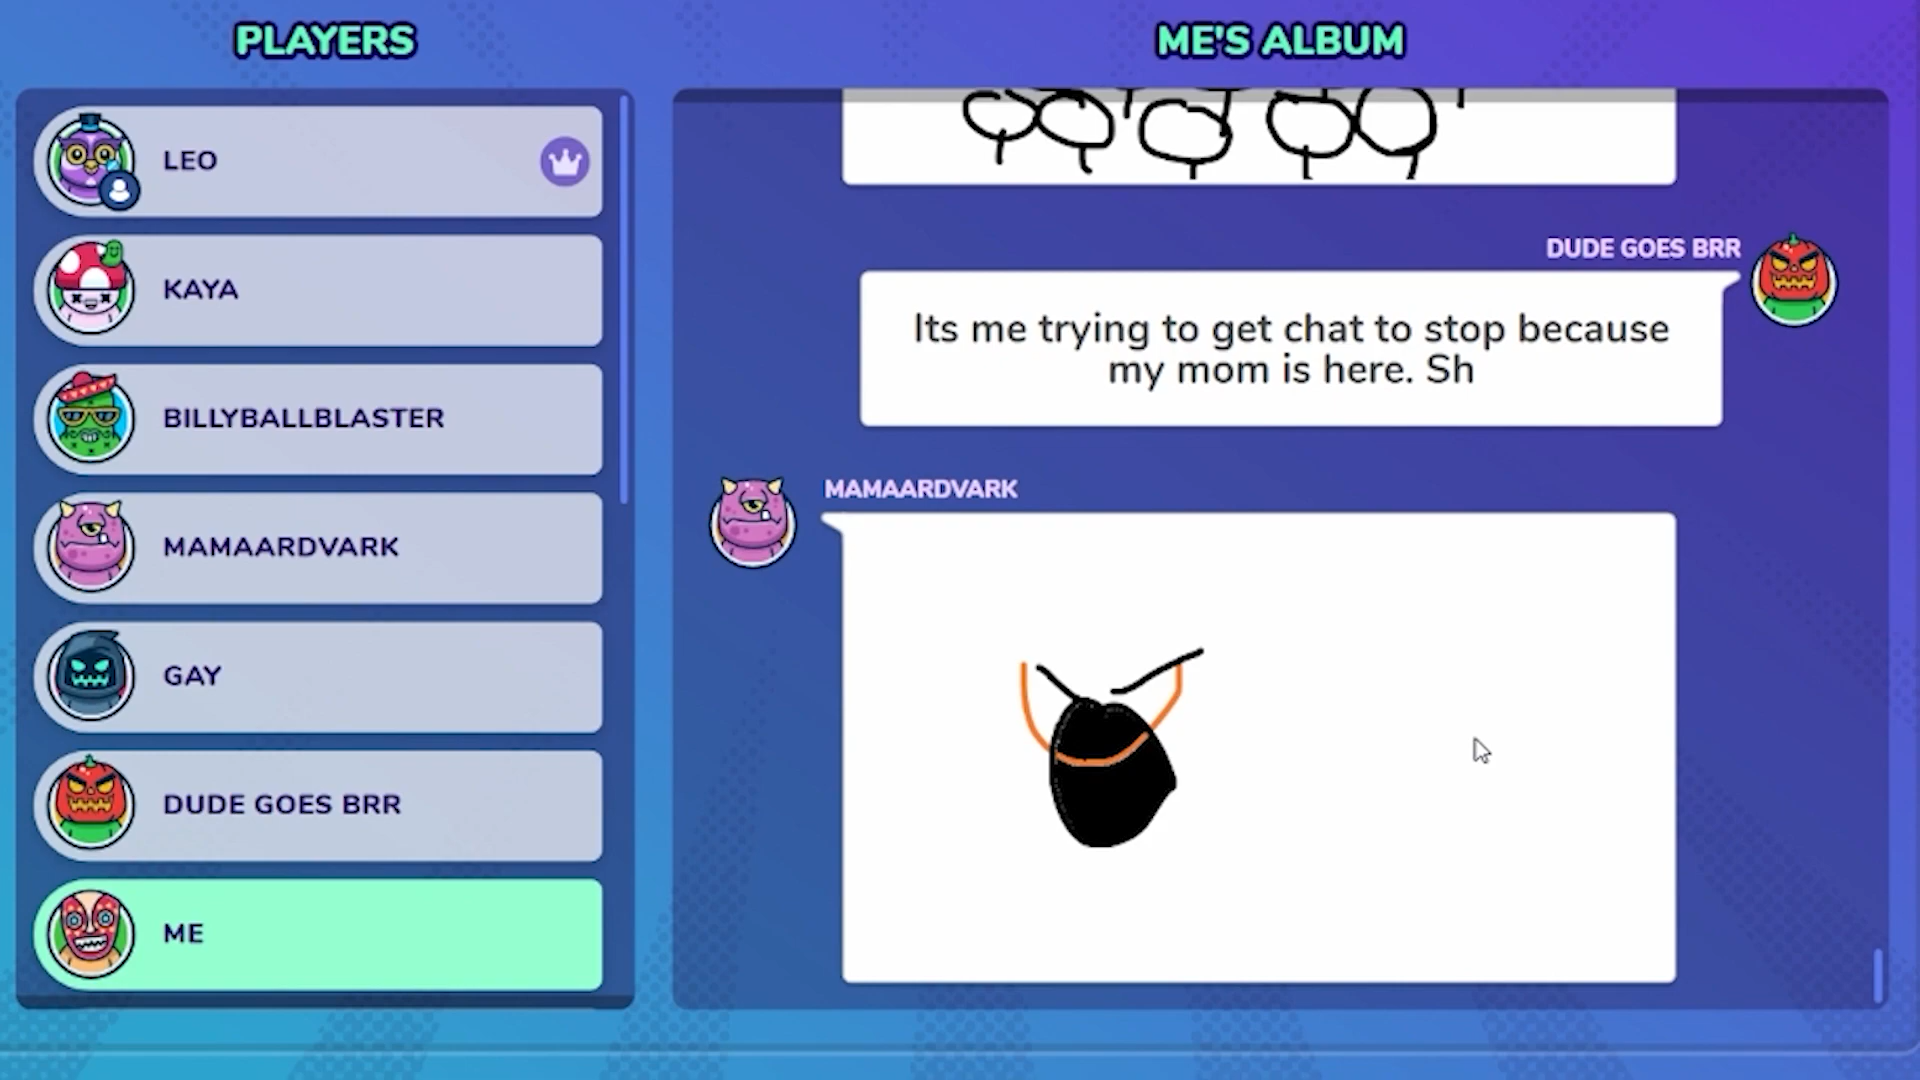 PLAYERS
LEO
KAYA
BILLYBALLBLASTER
MAMAARDVARK
GAY
DUDE GOES BRR
ME
ME'S ALBUM
DUDE GOES BRR
Its me trying to get chat to stop because
my mom is here. Sh
MAMAARDVARK